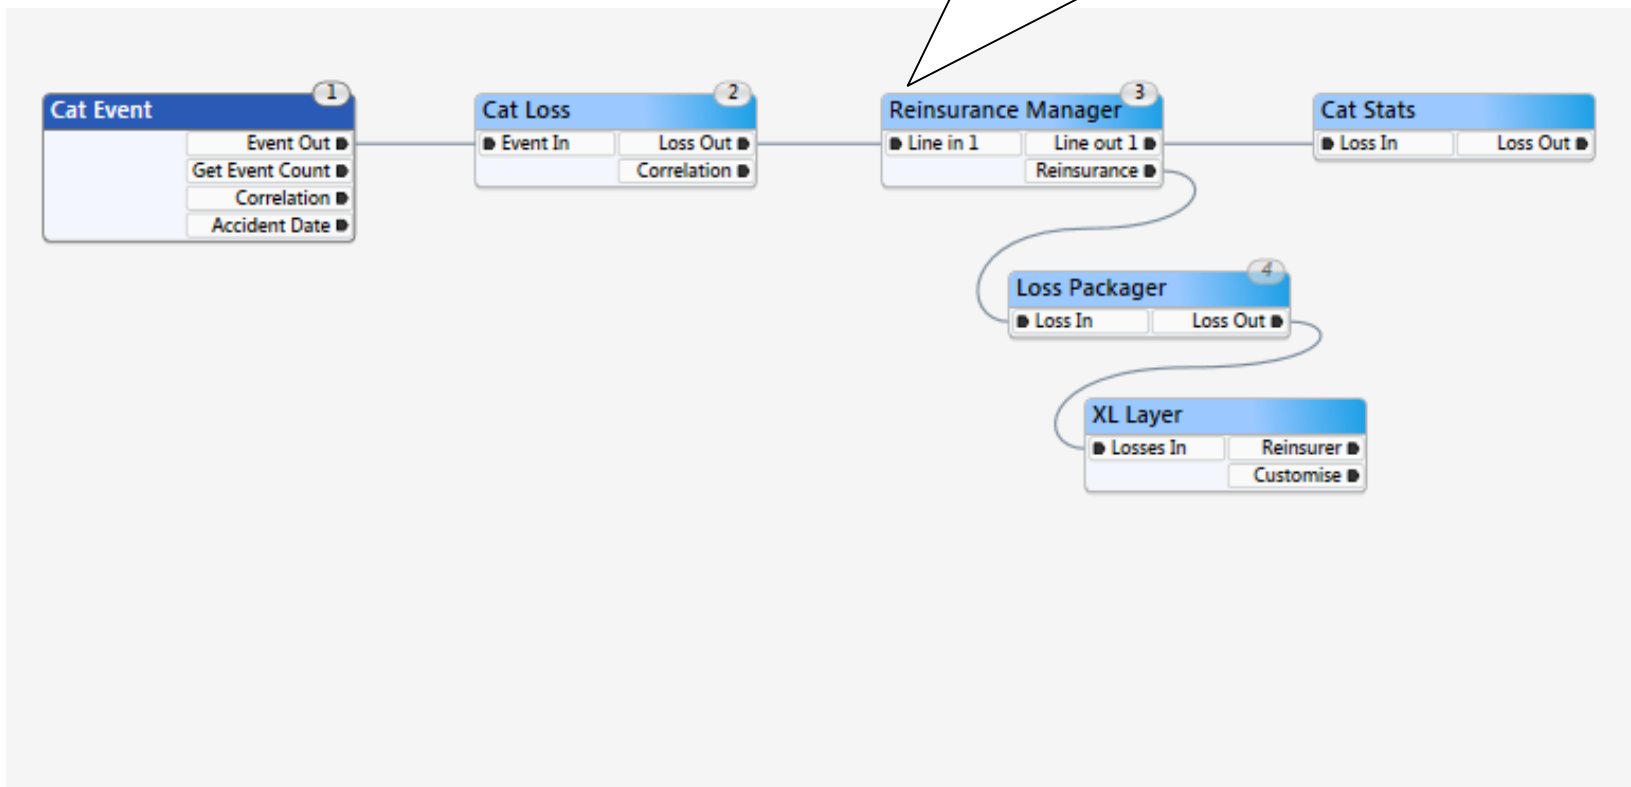 1
Cat Event
Event Out
Get Event Count
Correlation
Accident Date
2
Cat Loss
Event In
Loss Out
Correlation
3
Reinsurance Manager
Line in 1
Line out 1
Reinsurance
Cat Stats
Loss In
Loss Out
4
Loss Packager
Loss In
Loss Out
XL Layer
Losses In
Reinsurer
Customise